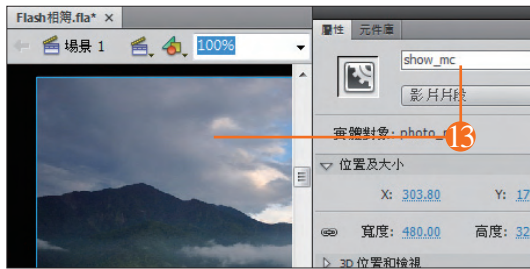 Flash相簿.fla* ×
場景 1 100%
屬性 元件庫
show_mc
影片片段
13
實體對象: photo_
位置及大小
X: 303.80 Y: 17
寬度: 480.00 高度: 32
3D 位置和檢視